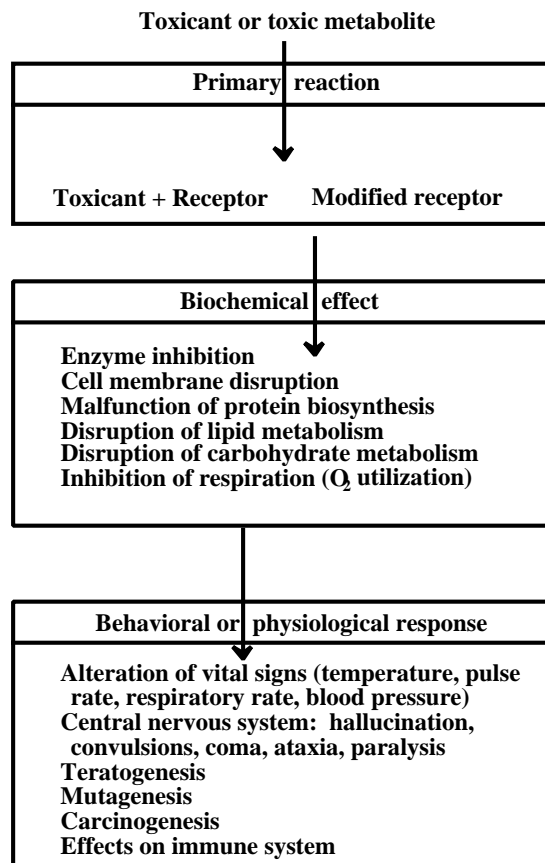 Toxicant or toxic metabolite
Primary reaction
Toxicant + Receptor Modified receptor
Biochemical effect
Enzyme inhibition
Cell membrane disruption
Malfunction of protein biosynthesis
Disruption of lipid metabolism
Disruption of carbohydrate metabolism
Inhibition of respiration (O₂ utilization)
Behavioral or physiological response
Alteration of vital signs (temperature, pulse
rate, respiratory rate, blood pressure)
Central nervous system: hallucination,
convulsions, coma, ataxia, paralysis
Teratogenesis
Mutagenesis
Carcinogenesis
Effects on immune system